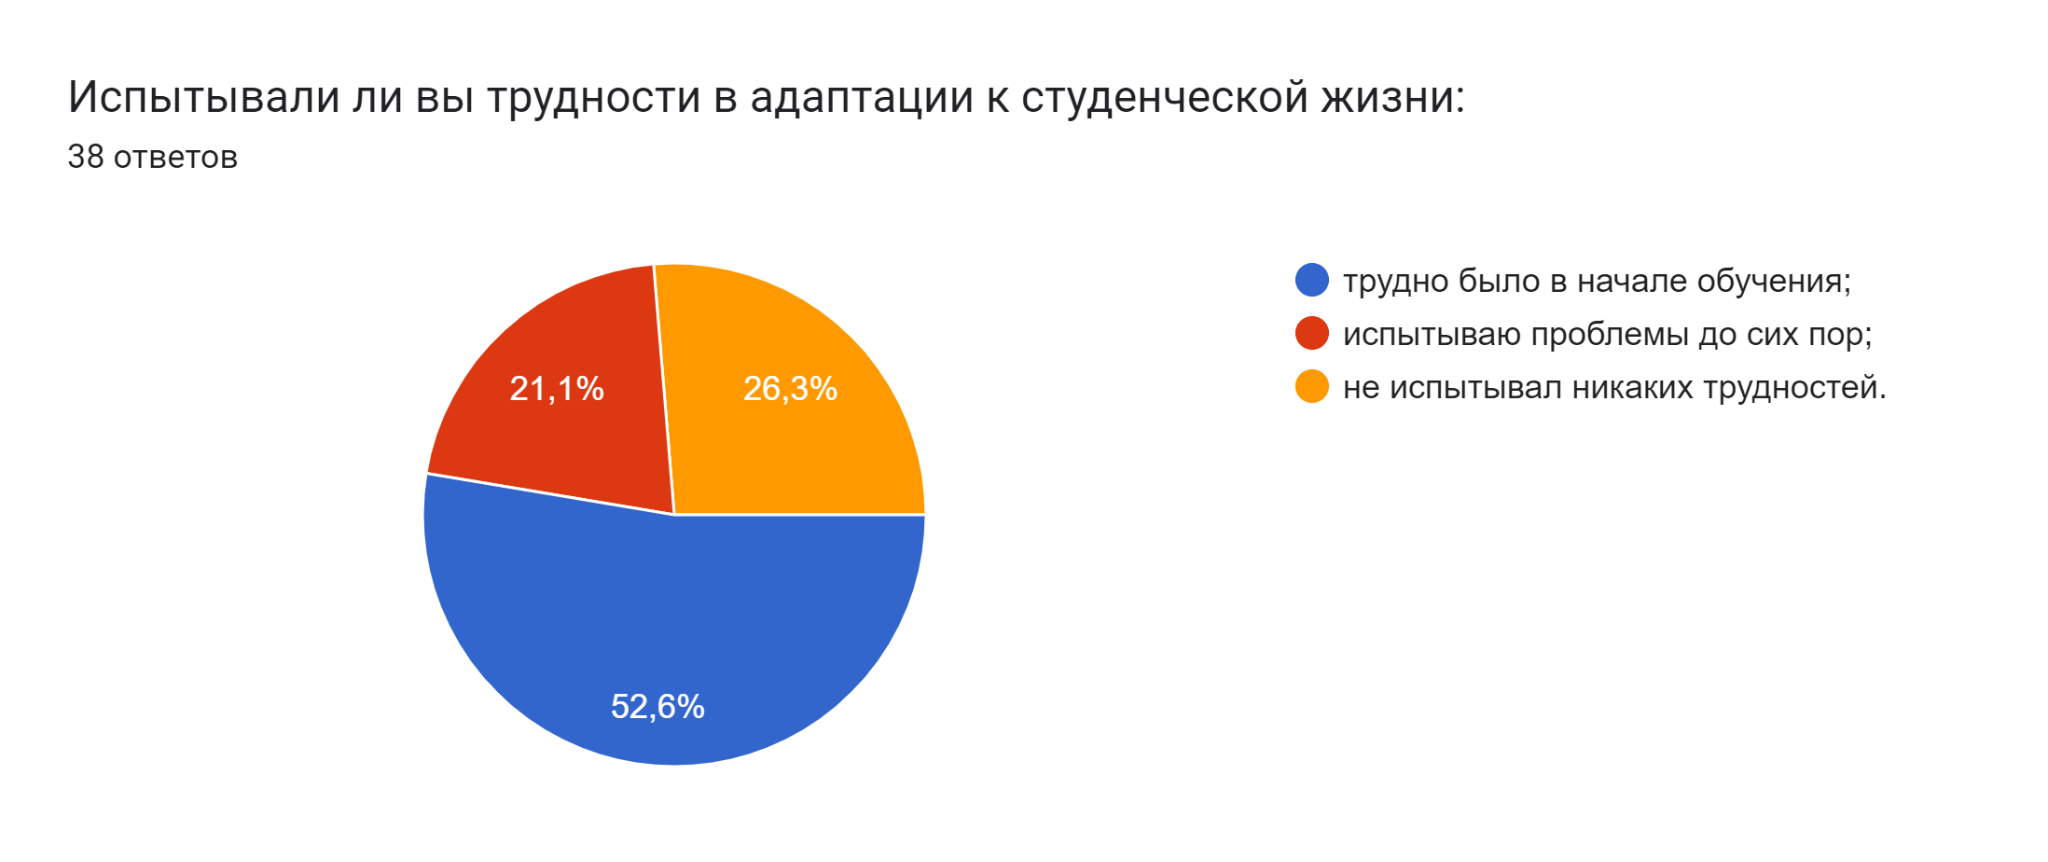 Испытывали ли вы трудности в адаптации к студенческой жизни:
38 ответов
трудно было в начале обучения;
испытываю проблемы до сих пор;
не испытывал никаких трудностей.
21,1%
26,3%
52,6%